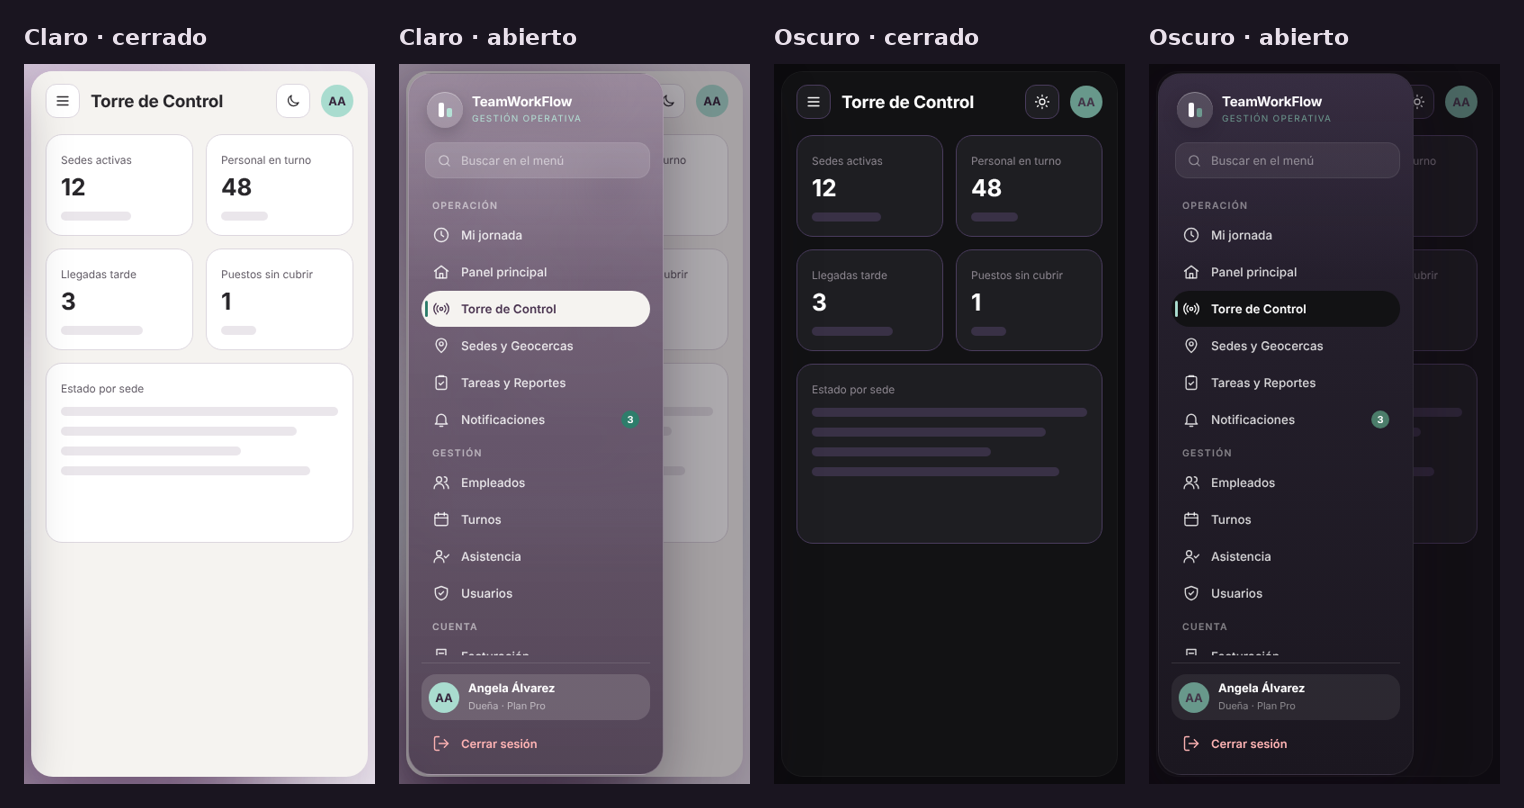 Claro · cerrado
Torre de Control
AA
Sedes activas
12
Personal en turno
48
Llegadas tarde
3
Puestos sin cubrir
1
Estado por sede
Claro · abierto
TeamWorkFlow
GESTIÓN OPERATIVA
AA
Buscar en el menú
urno
OPERACIÓN
Mi jornada
Panel principal
ubrir
Torre de Control
Sedes y Geocercas
Tareas y Reportes
Notificaciones
3
GESTIÓN
Empleados
Turnos
Asistencia
Usuarios
CUENTA
Facturación
AA
Angela Álvarez
Dueña · Plan Pro
Cerrar sesión
Oscuro · cerrado
Torre de Control
AA
Sedes activas
12
Personal en turno
48
Llegadas tarde
3
Puestos sin cubrir
1
Estado por sede
Oscuro · abierto
TeamWorkFlow
GESTIÓN OPERATIVA
AA
Buscar en el menú
urno
OPERACIÓN
Mi jornada
Panel principal
ubrir
Torre de Control
Sedes y Geocercas
Tareas y Reportes
Notificaciones
3
GESTIÓN
Empleados
Turnos
Asistencia
Usuarios
CUENTA
Facturación
AA
Angela Álvarez
Dueña · Plan Pro
Cerrar sesión